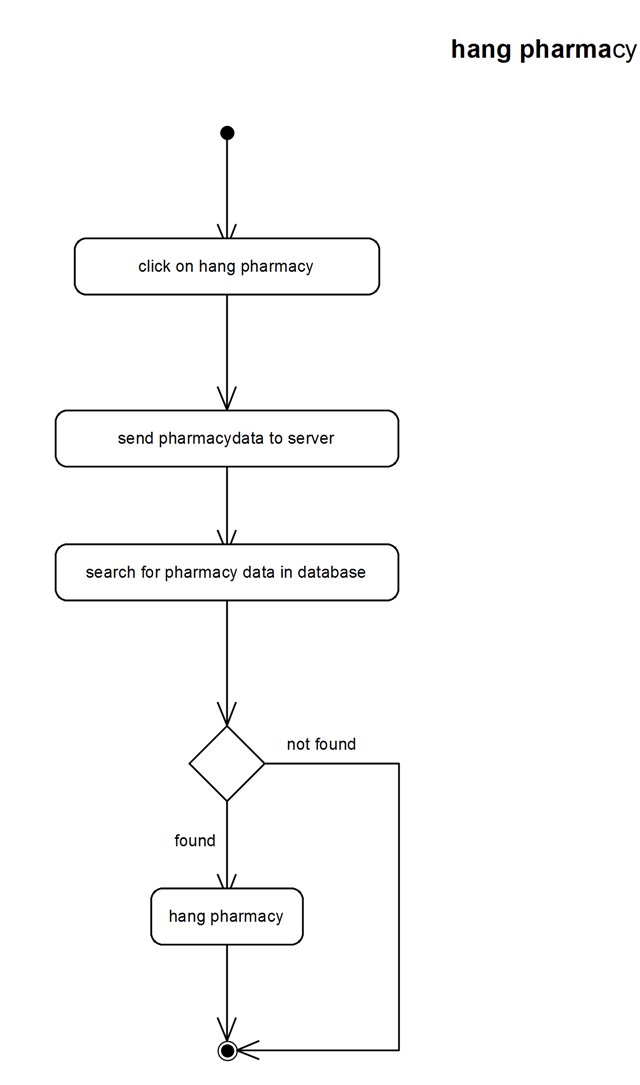 hang pharmacy
click on hang pharmacy
send pharmacydata to server
search for pharmacy data in database
not found
found
hang pharmacy